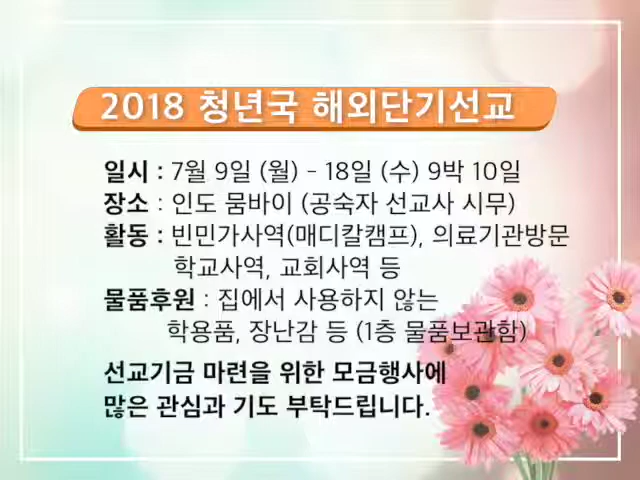 2018 청년국 해외단기선교
일시 : 7월 9일 (월) - 18일 (수) 9박 10일
장소 : 인도 뭄바이 (공숙자 선교사 시무)
활동 : 빈민가사역(매디칼캠프), 의료기관방문
학교사역, 교회사역 등
물품후원 : 집에서 사용하지 않는
학용품, 장난감 등 (1층 물품보관함)
선교기금 마련을 위한 모금행사에
많은 관심과 기도 부탁드립니다.